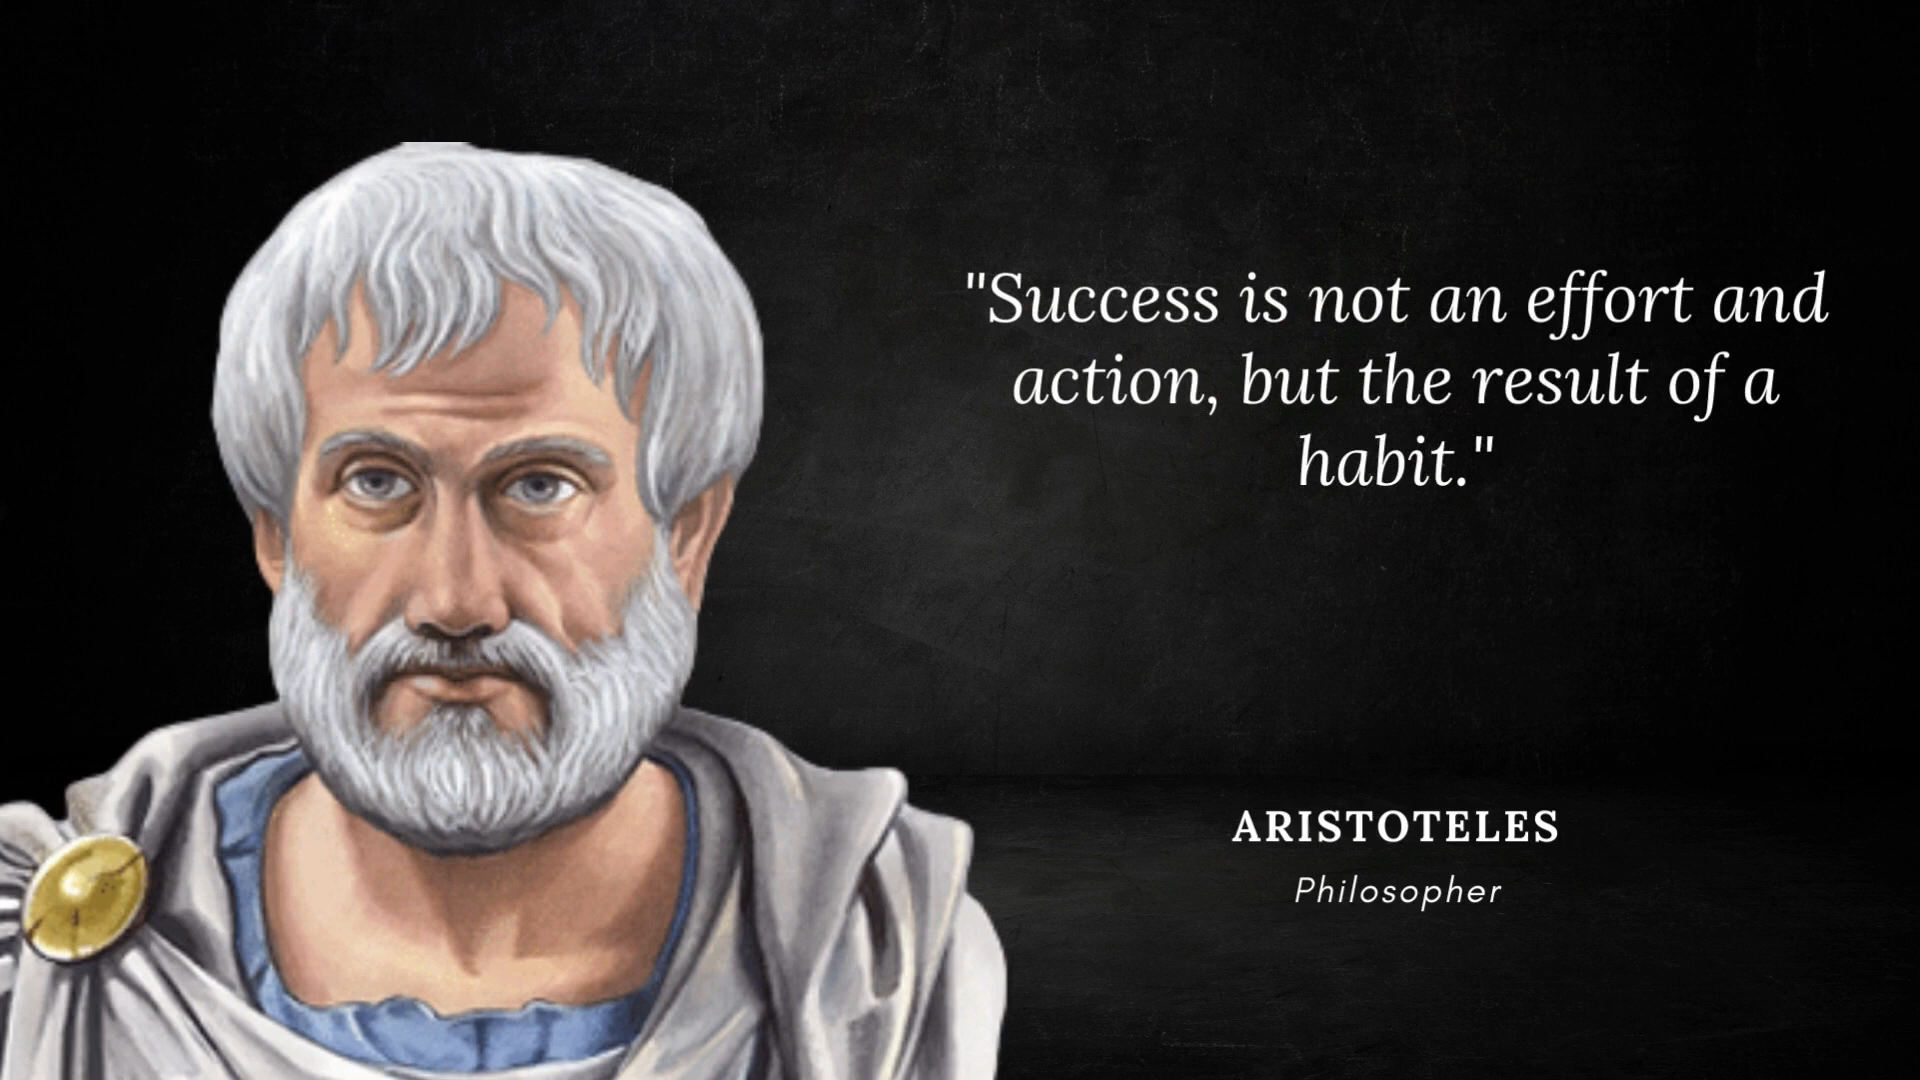 "Success is not an effort and
action, but the result of a
habit."
ARISTOTELES
Philosopher